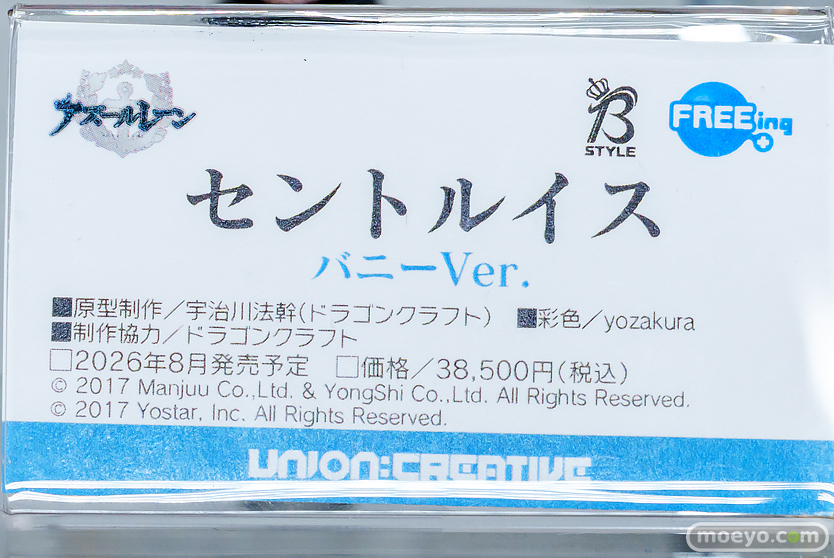 アズールレーン
B
STYLE
FREEing
セントルイス
バニーVer.
■原型制作／宇治川法幹(ドラゴンクラフト) ■彩色／yozakura
■制作協力／ドラゴンクラフト
□2026年8月発売予定 □価格／38,500円(税込)
© 2017 Manjuu Co.,Ltd. & YongShi Co.,Ltd. All Rights Reserved.
© 2017 Yostar, Inc. All Rights Reserved.
UNION:CREATIVE
moeyo.com